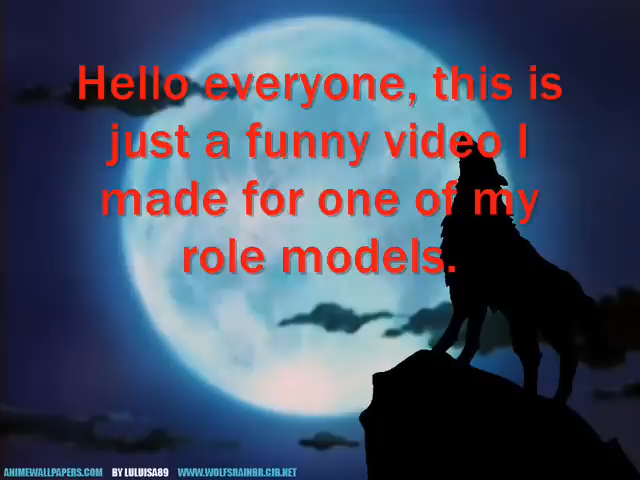 Hello everyone, this is
just a funny video I
made for one of my
role models.
ANIMEWALLPAPERS.COM BY LULUISA89 WWW.WOLFSRAINBR.CJB.NET